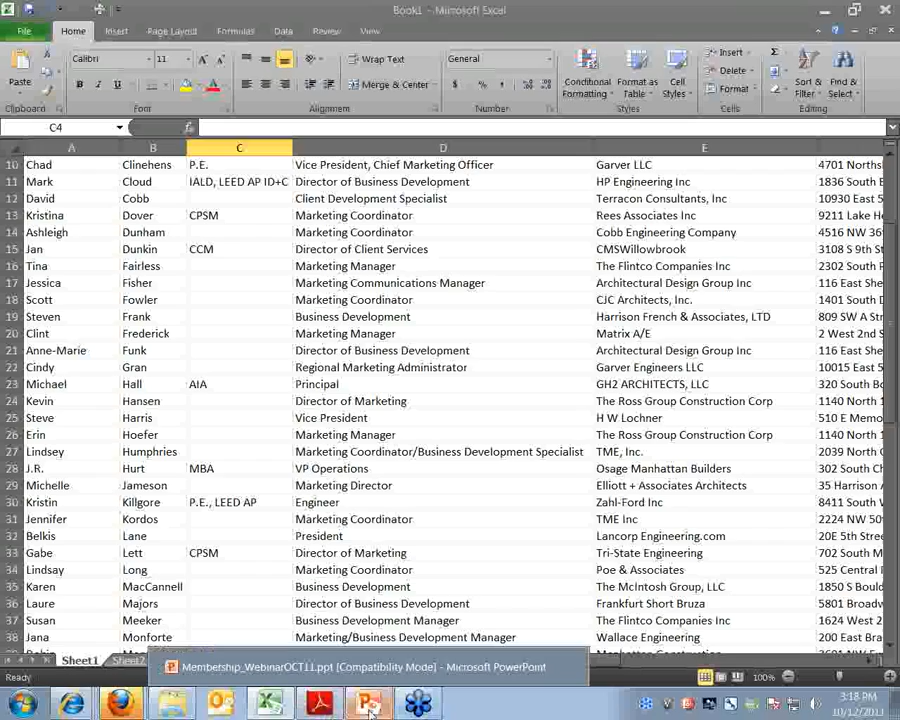 Book1 - Microsoft Excel
File Home Insert Page Layout Formulas Data Review View
Paste Calibri 11 Wrap Text General Conditional Formatting Format as Table Cell Styles Insert Sort & Filter Find & Select
B I U Merge & Center $ % , Delete
Format
Clipboard Font Alignment Number Styles Cells Editing
C4
A B C D E
10 Chad Clinehens P.E. Vice President, Chief Marketing Officer Garver LLC 4701 Norths
11 Mark Cloud IALD, LEED AP ID+C Director of Business Development HP Engineering Inc 1836 South
12 David Cobb Client Development Specialist Terracon Consultants, Inc 10930 East 5
13 Kristina Dover CPSM Marketing Coordinator Rees Associates Inc 9211 Lake He
14 Ashleigh Dunham Marketing Coordinator Cobb Engineering Company 4516 NW 36
15 Jan Dunkin CCM Director of Client Services CMSWillowbrook 3108 S 9th St
16 Tina Fairless Marketing Manager The Flintco Companies Inc 2302 South P
17 Jessica Fisher Marketing Communications Manager Architectural Design Group Inc 116 East She
18 Scott Fowler Marketing Coordinator CJC Architects, Inc. 1401 South D
19 Steven Frank Business Development Harrison French & Associates, LTD 809 SW A Str
20 Clint Frederick Marketing Manager Matrix A/E 2 West 2nd S
21 Anne-Marie Funk Director of Business Development Architectural Design Group Inc 116 East She
22 Cindy Gran Regional Marketing Administrator Garver Engineers LLC 10015 East 5
23 Michael Hall AIA Principal GH2 ARCHITECTS, LLC 320 South Bo
24 Kevin Hansen Director of Marketing The Ross Group Construction Corp 1140 North 1
25 Steve Harris Vice President H W Lochner 510 E Memo
26 Erin Hoefer Marketing Manager The Ross Group Construction Corp 1140 North 1
27 Lindsey Humphries Marketing Coordinator/Business Development Specialist TME, Inc. 2039 North C
28 J.R. Hurt MBA VP Operations Osage Manhattan Builders 302 South Ch
29 Michelle Jameson Marketing Director Elliott + Associates Architects 35 Harrison A
30 Kristin Killgore P.E., LEED AP Engineer Zahl-Ford Inc 8411 South W
31 Jennifer Kordos Marketing Coordinator TME Inc 2224 NW 50t
32 Belkis Lane President Lancorp Engineering.com 20E 5th Stree
33 Gabe Lett CPSM Director of Marketing Tri-State Engineering 702 South M
34 Lindsay Long Marketing Coordinator Poe & Associates 525 Central P
35 Karen MacCannell Business Development The McIntosh Group, LLC 1850 S Bould
36 Laure Majors Director of Business Development Frankfurt Short Bruza 5801 Broadw
37 Susan Meeker Business Development Manager Crossland Construction 1624 West 2
38 Jana Monforte Marketing/Business Development Manager Wallace Engineering 200 East Bra
Sheet1 Sheet2
Membership_WebinarOCT11.ppt [Compatibility Mode] - Microsoft PowerPoint
Ready 100%
3:18 PM
10/12/2011